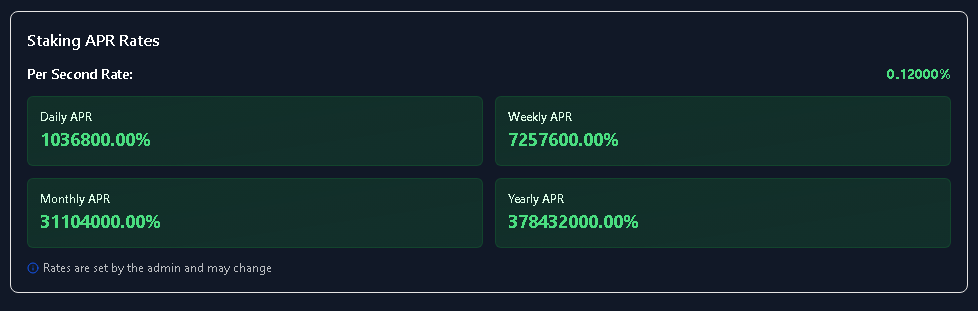 Staking APR Rates
Per Second Rate: 0.12000%
Daily APR
1036800.00%
Weekly APR
7257600.00%
Monthly APR
31104000.00%
Yearly APR
378432000.00%
Rates are set by the admin and may change